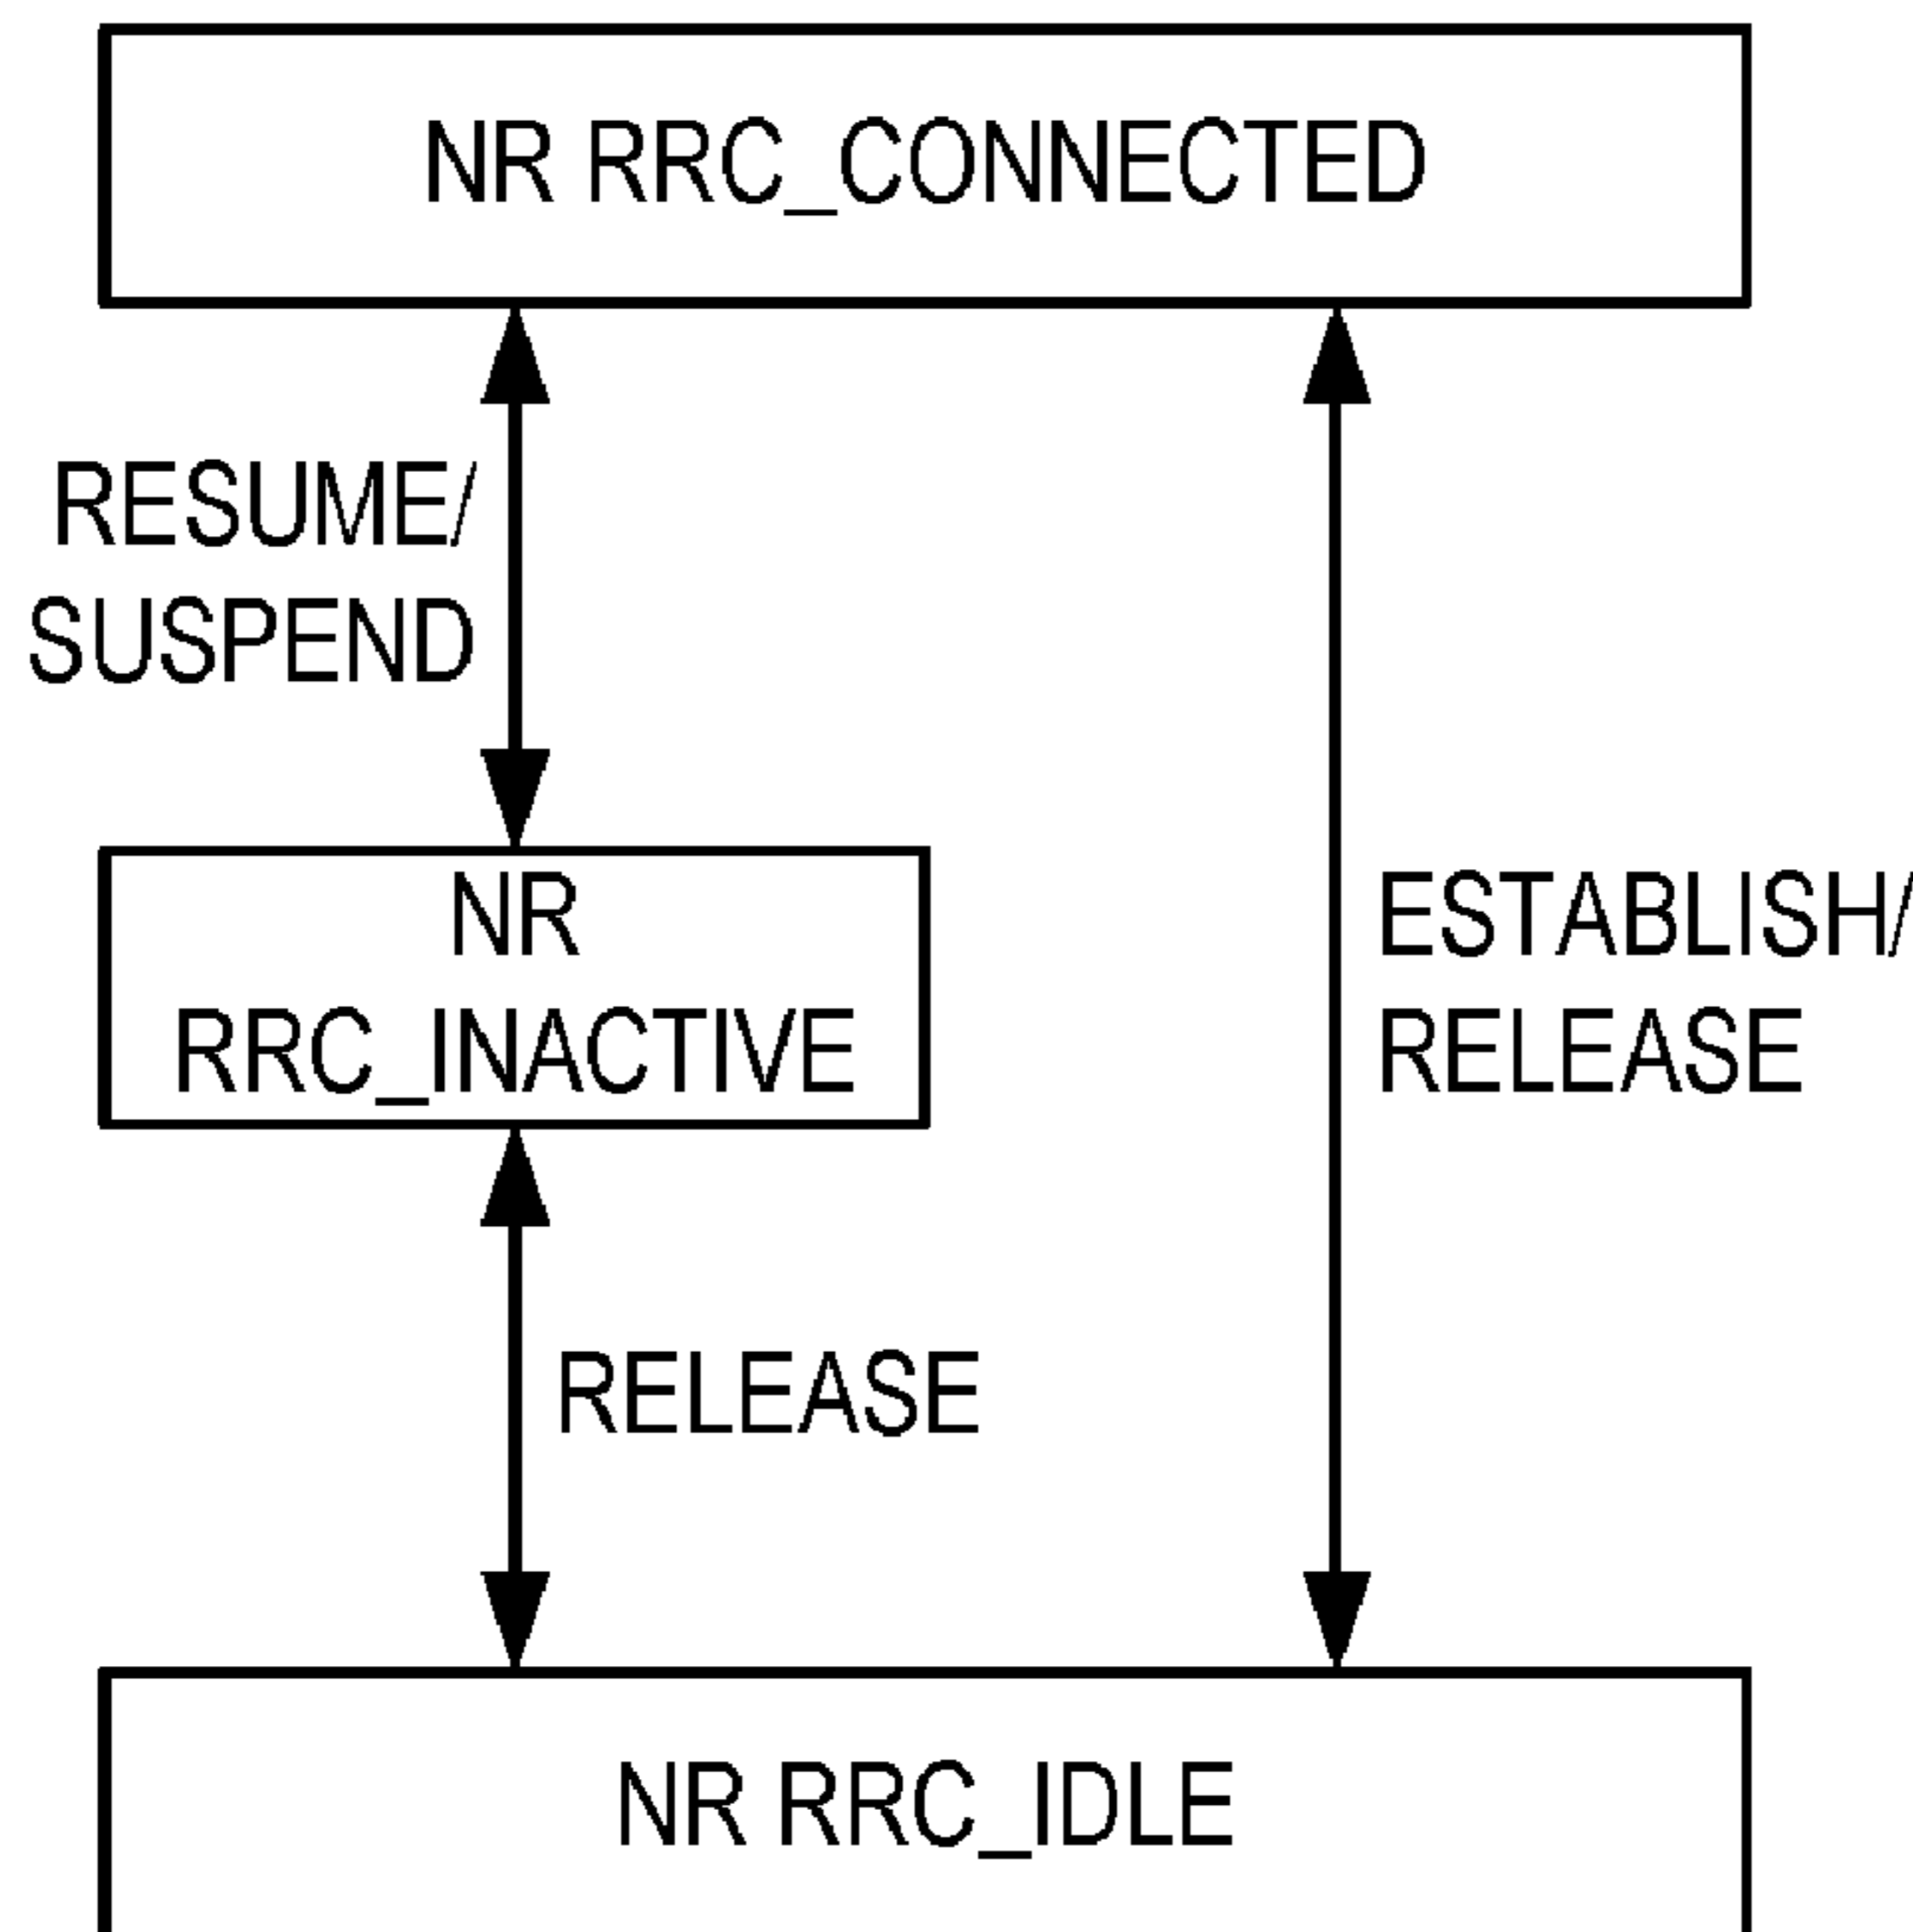 NR RRC_CONNECTED
RESUME/
SUSPEND
NR
RRC_INACTIVE
ESTABLISH/
RELEASE
RELEASE
NR RRC_IDLE